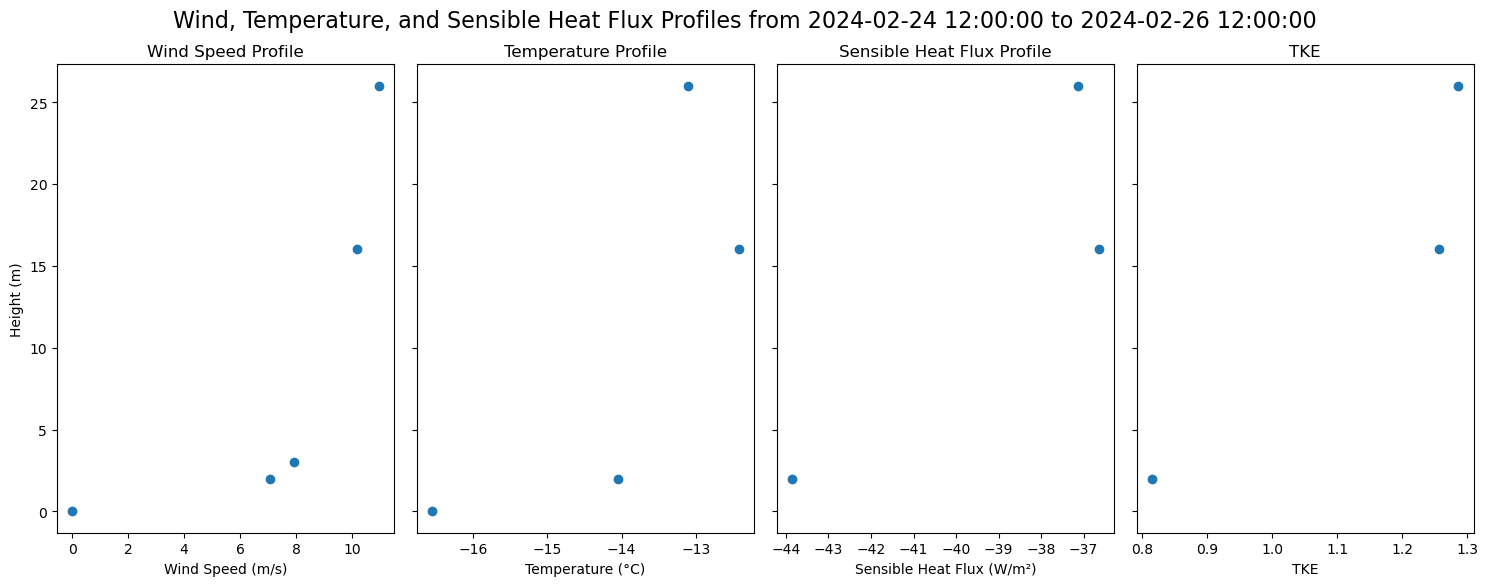 Wind, Temperature, and Sensible Heat Flux Profiles from 2024-02-24 12:00:00 to 2024-02-26 12:00:00
Wind Speed Profile
Temperature Profile
Sensible Heat Flux Profile
TKE
25
20
15
10
5
0
Height (m)
0 2 4 6 8 10
−16 −15 −14 −13
−44 −43 −42 −41 −40 −39 −38 −37
0.8 0.9 1.0 1.1 1.2 1.3
Wind Speed (m/s)
Temperature (°C)
Sensible Heat Flux (W/m²)
TKE